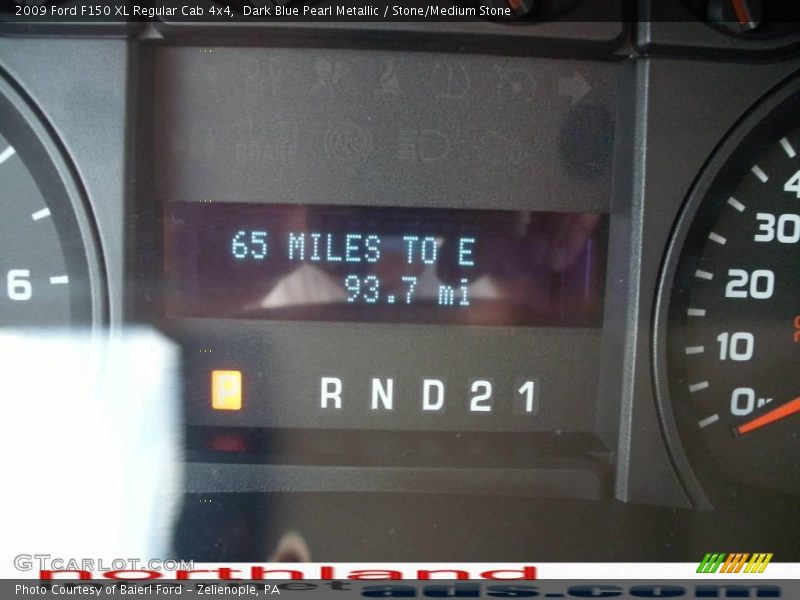 2009 Ford F150 XL Regular Cab 4x4, Dark Blue Pearl Metallic / Stone/Medium Stone
65 MILES TO E
93.7 mi
P R N D 2 1
6
30
20
10
0
GTcarlot.com
northland
Photo Courtesy of Baierl Ford - Zelienople, PA